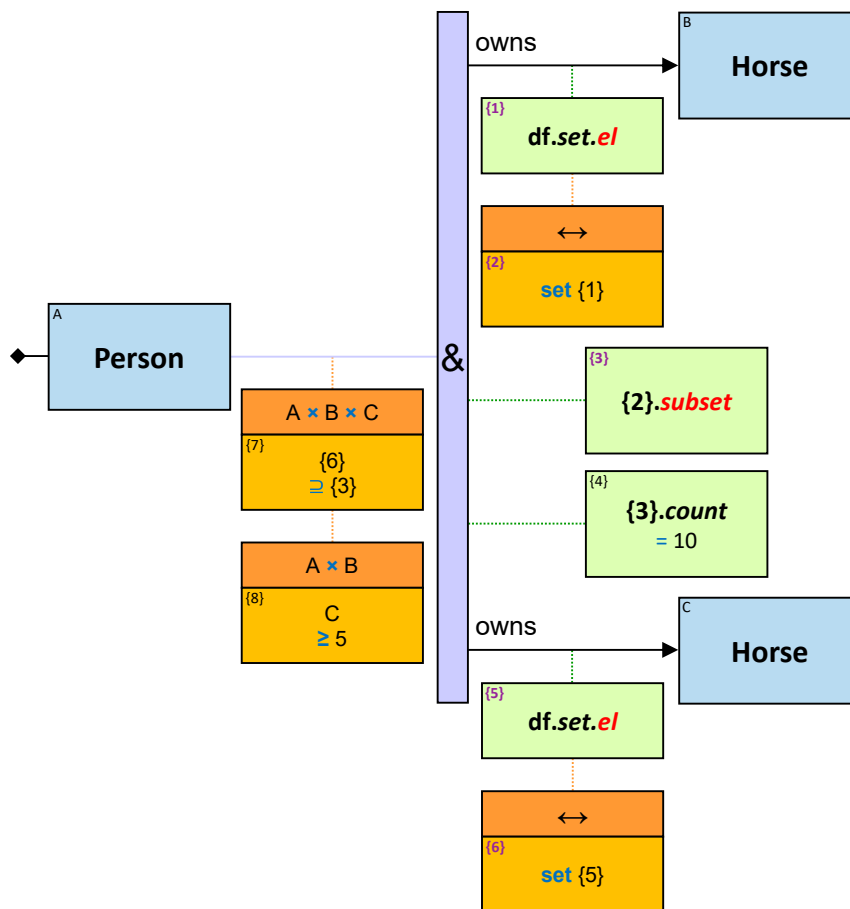 owns
B
Horse
{1}
df.set.el
↔
{2}
set {1}
A
Person
&
{3}
{2}.subset
A × B × C
{7}
{6}
⊇ {3}
{4}
{3}.count
= 10
A × B
{8}
C
≥ 5
owns
C
Horse
{5}
df.set.el
↔
{6}
set {5}